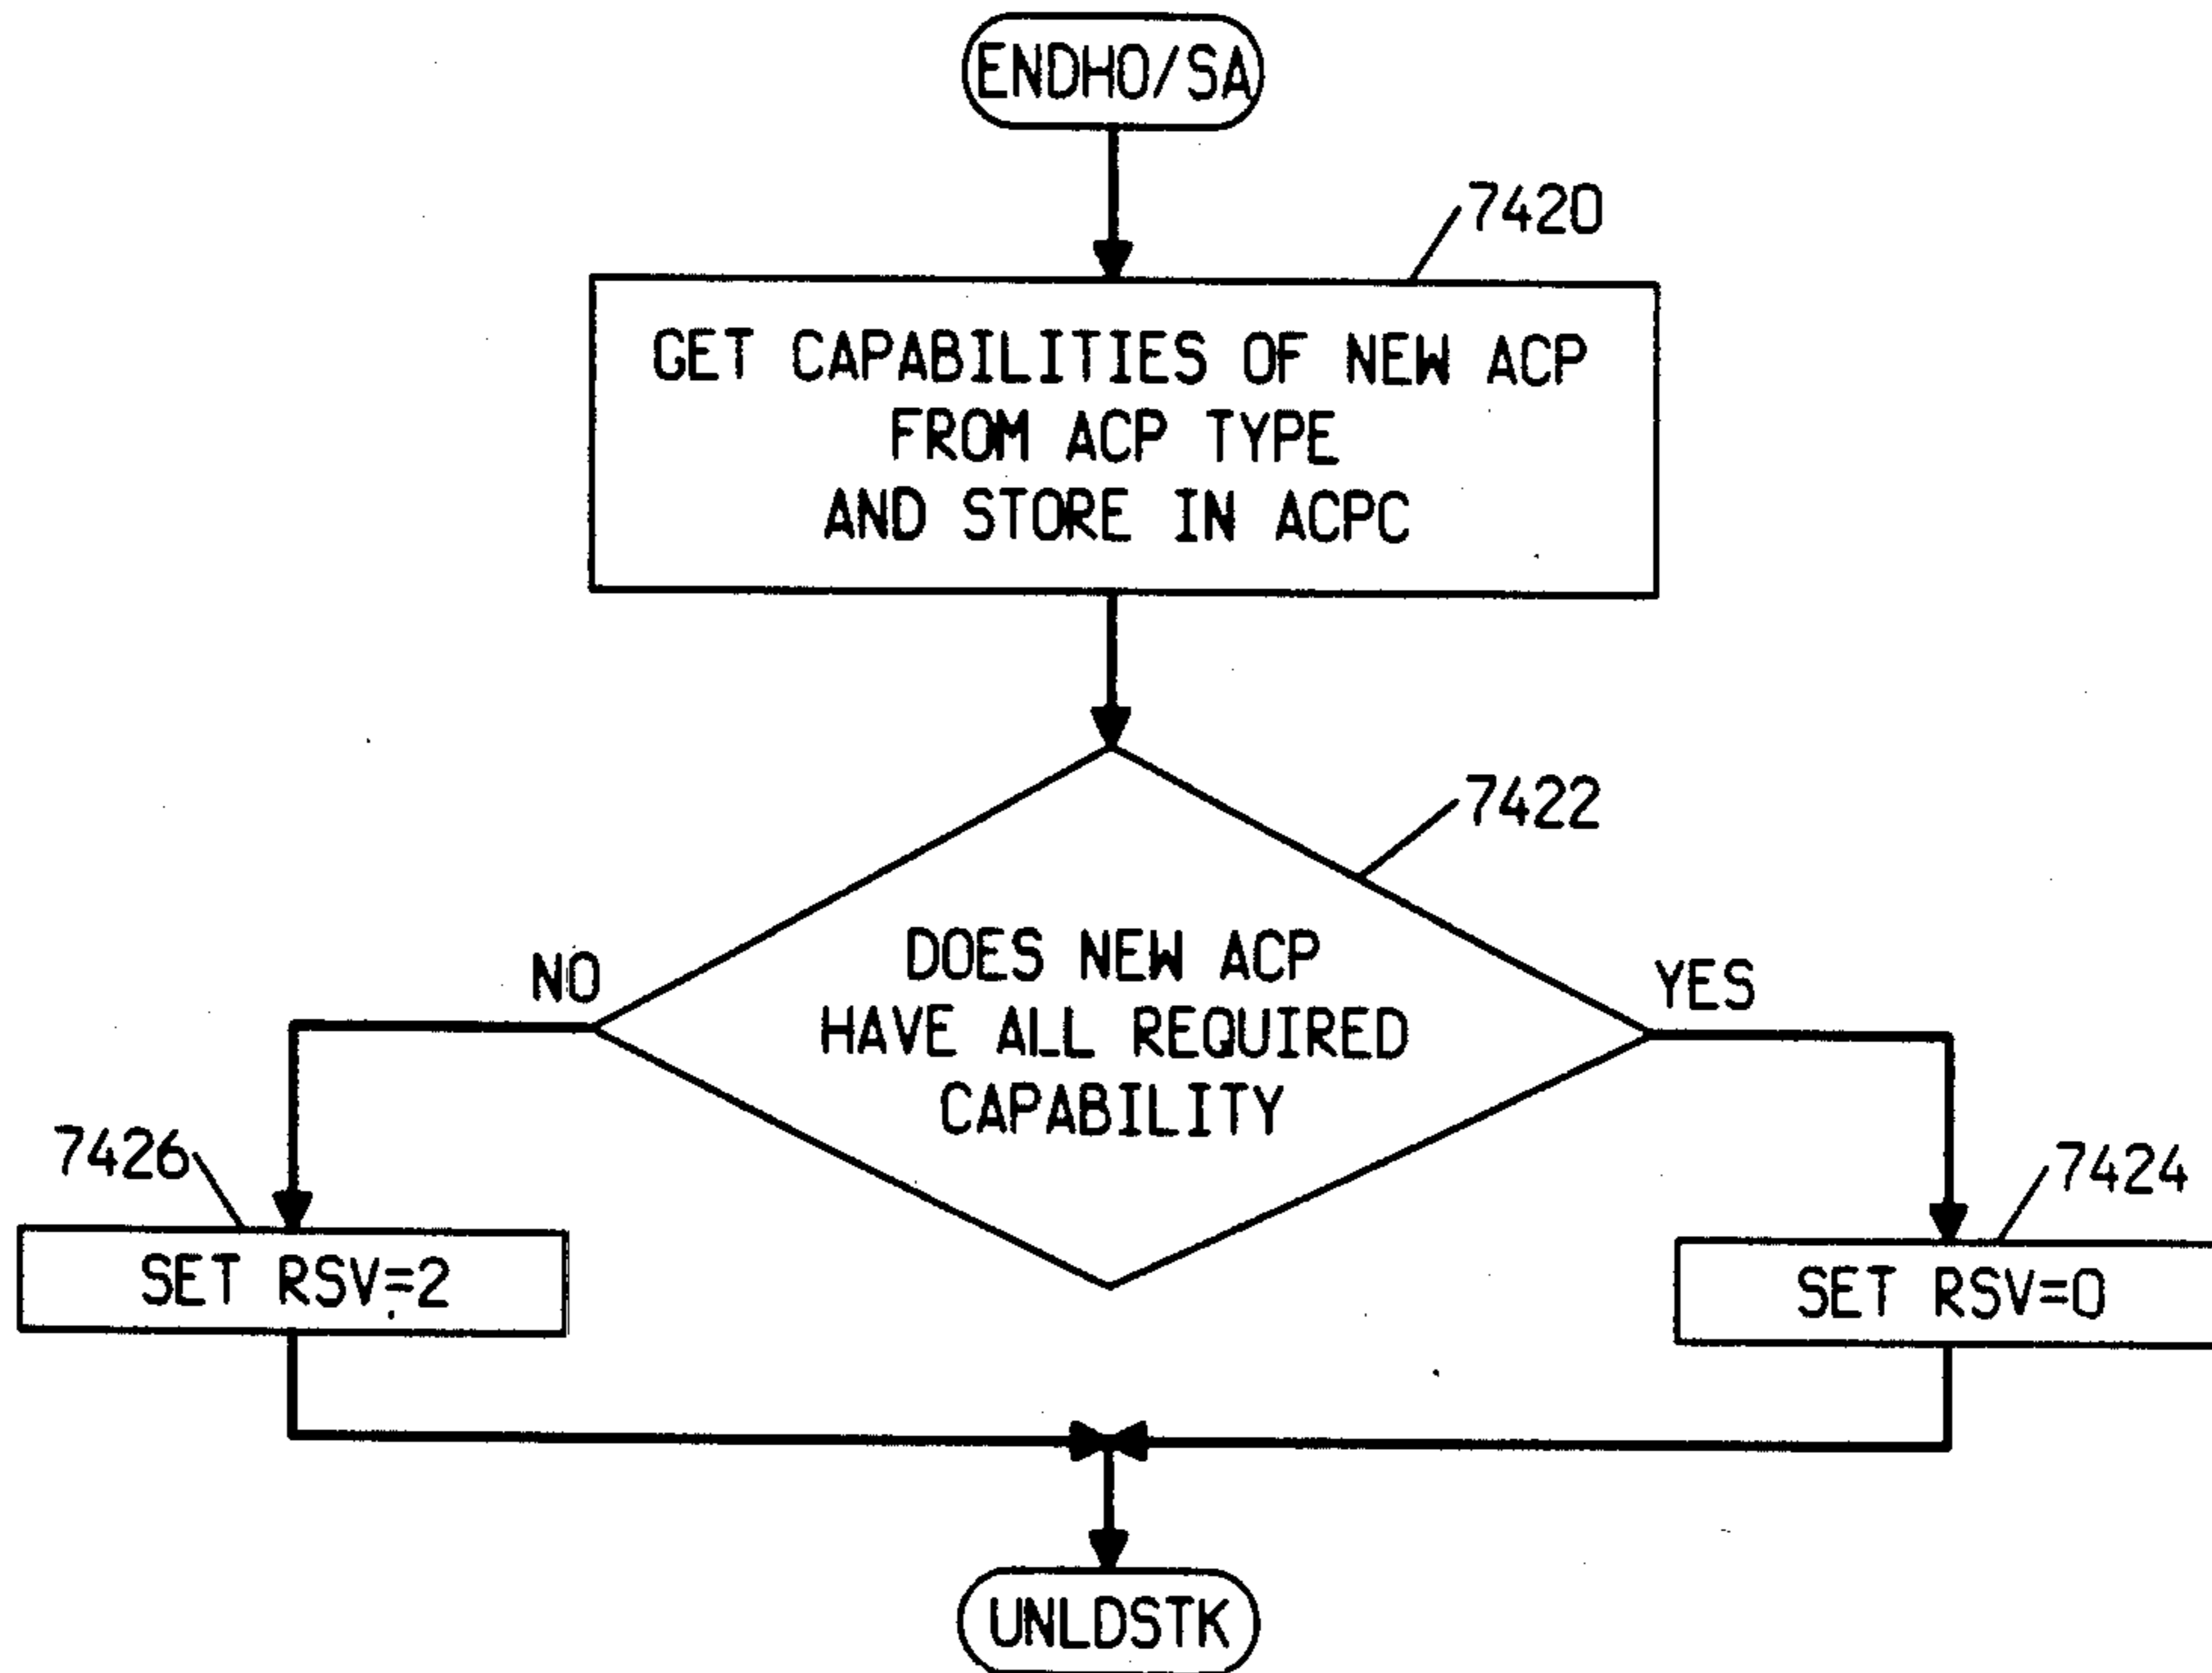 ENDHO/SA
7420
GET CAPABILITIES OF NEW ACP
FROM ACP TYPE
AND STORE IN ACPC
7422
DOES NEW ACP
HAVE ALL REQUIRED
CAPABILITY
NO
YES
7426
7424
SET RSV=2
SET RSV=0
UNLDSTK